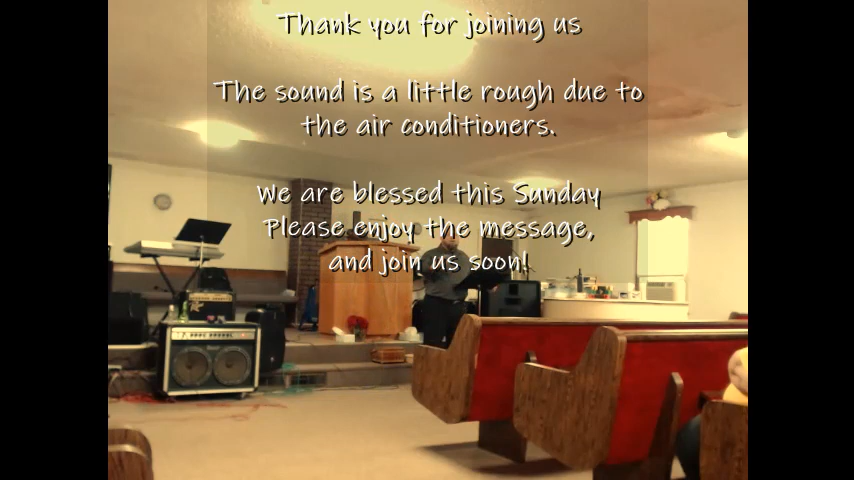 Thank you for joining us
The sound is a little rough due to
the air conditioners.
We are blessed this Sunday
Please enjoy the message,
and join us soon!